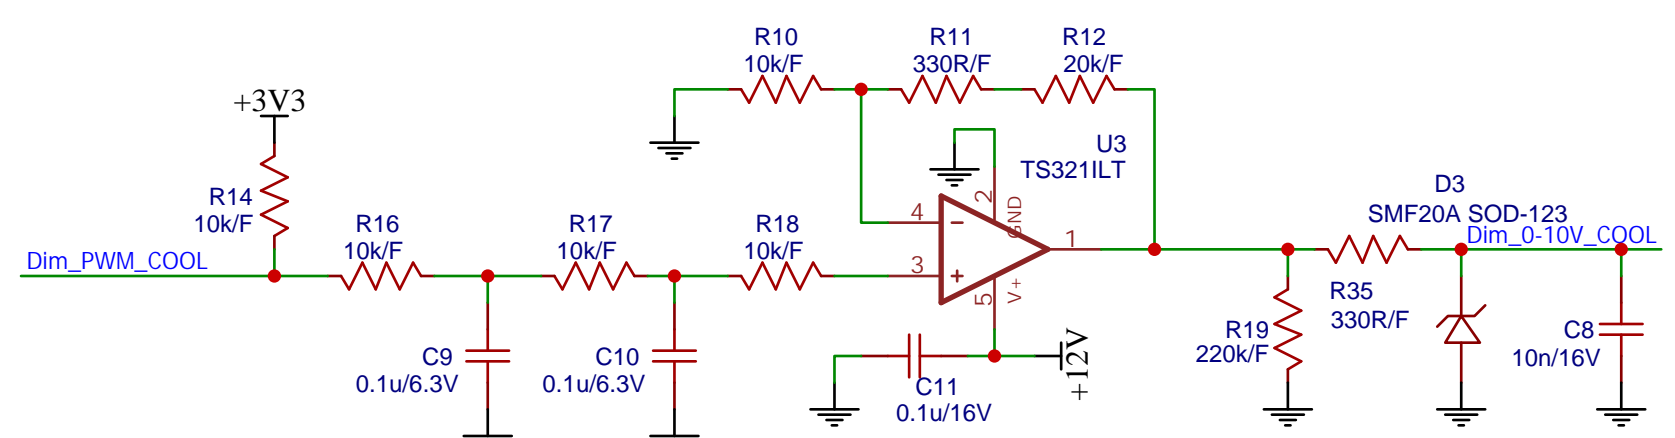 R10
10k/F
R11
330R/F
R12
20k/F
+3V3
U3
TS321ILT
R14
10k/F
2
GND
D3
SMF20A SOD-123
R16
10k/F
R17
10k/F
R18
10k/F
4
-
1
Dim_0-10V_COOL
Dim_PWM_COOL
3
+
5
V+
R35
330R/F
R19
220k/F
C8
10n/16V
C9
0.1u/6.3V
C10
0.1u/6.3V
+12V
C11
0.1u/16V